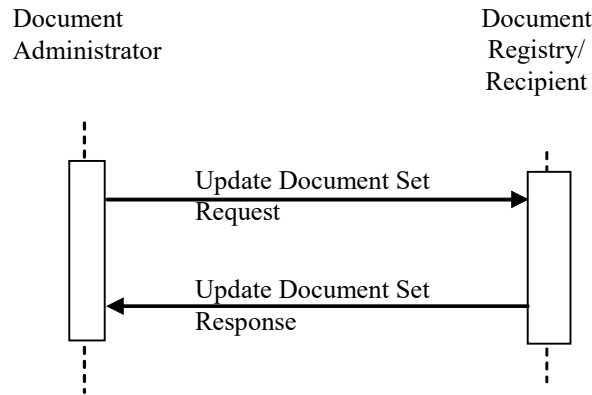 Document
Administrator
Document
Registry/
Recipient
Update Document Set
Request
Update Document Set
Response